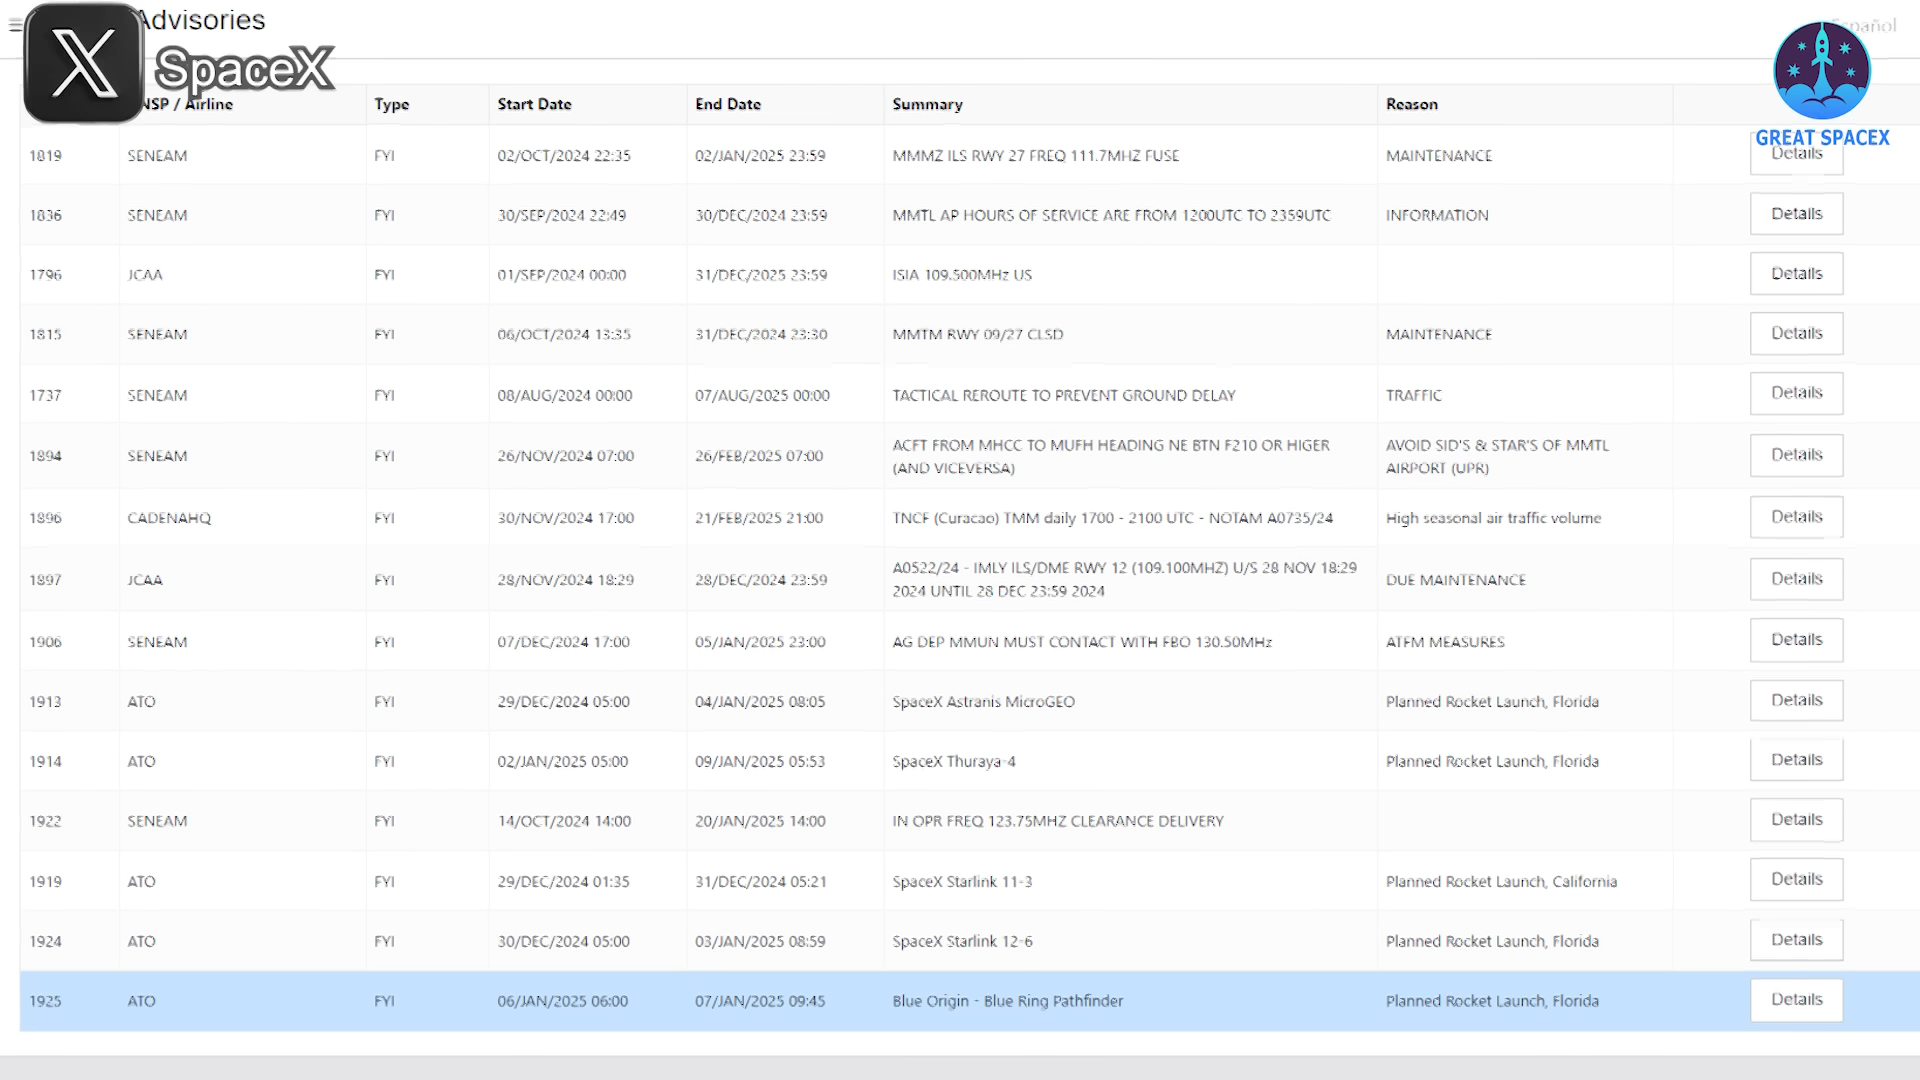 Advisories
Español
X
SpaceX
GREAT SPACEX
NSP / Airline Type Start Date End Date Summary Reason
1819 SENEAM FYI 02/OCT/2024 22:35 02/JAN/2025 23:59 MMMZ ILS RWY 27 FREQ 111.7MHZ FUSE MAINTENANCE Details
1836 SENEAM FYI 30/SEP/2024 22:49 30/DEC/2024 23:59 MMTL AP HOURS OF SERVICE ARE FROM 1200UTC TO 2359UTC INFORMATION Details
1796 JCAA FYI 01/SEP/2024 00:00 31/DEC/2025 23:59 ISIA 109.500MHz US Details
1815 SENEAM FYI 06/OCT/2024 13:35 31/DEC/2024 23:30 MMTM RWY 09/27 CLSD MAINTENANCE Details
1737 SENEAM FYI 08/AUG/2024 00:00 07/AUG/2025 00:00 TACTICAL REROUTE TO PREVENT GROUND DELAY TRAFFIC Details
1894 SENEAM FYI 26/NOV/2024 07:00 26/FEB/2025 07:00 ACFT FROM MHCC TO MUFH HEADING NE BTN F210 OR HIGER AVOID SID'S & STAR'S OF MMTL Details
(AND VICEVERSA) AIRPORT (UPR)
1896 CADENAHQ FYI 30/NOV/2024 17:00 21/FEB/2025 21:00 TNCF (Curacao) TMM daily 1700 - 2100 UTC - NOTAM A0735/24 High seasonal air traffic volume Details
1897 JCAA FYI 28/NOV/2024 18:29 28/DEC/2024 23:59 A0522/24 - IMLY ILS/DME RWY 12 (109.100MHZ) U/S 28 NOV 18:29 DUE MAINTENANCE Details
2024 UNTIL 28 DEC 23:59 2024
1906 SENEAM FYI 07/DEC/2024 17:00 05/JAN/2025 23:00 AG DEP MMUN MUST CONTACT WITH FBO 130.50MHz ATFM MEASURES Details
1913 ATO FYI 29/DEC/2024 05:00 04/JAN/2025 08:05 SpaceX Astranis MicroGEO Planned Rocket Launch, Florida Details
1914 ATO FYI 02/JAN/2025 05:00 09/JAN/2025 05:53 SpaceX Thuraya-4 Planned Rocket Launch, Florida Details
1922 SENEAM FYI 14/OCT/2024 14:00 20/JAN/2025 14:00 IN OPR FREQ 123.75MHZ CLEARANCE DELIVERY Details
1919 ATO FYI 29/DEC/2024 01:35 31/DEC/2024 05:21 SpaceX Starlink 11-3 Planned Rocket Launch, California Details
1924 ATO FYI 30/DEC/2024 05:00 03/JAN/2025 08:59 SpaceX Starlink 12-6 Planned Rocket Launch, Florida Details
1925 ATO FYI 06/JAN/2025 06:00 07/JAN/2025 09:45 Blue Origin - Blue Ring Pathfinder Planned Rocket Launch, Florida Details